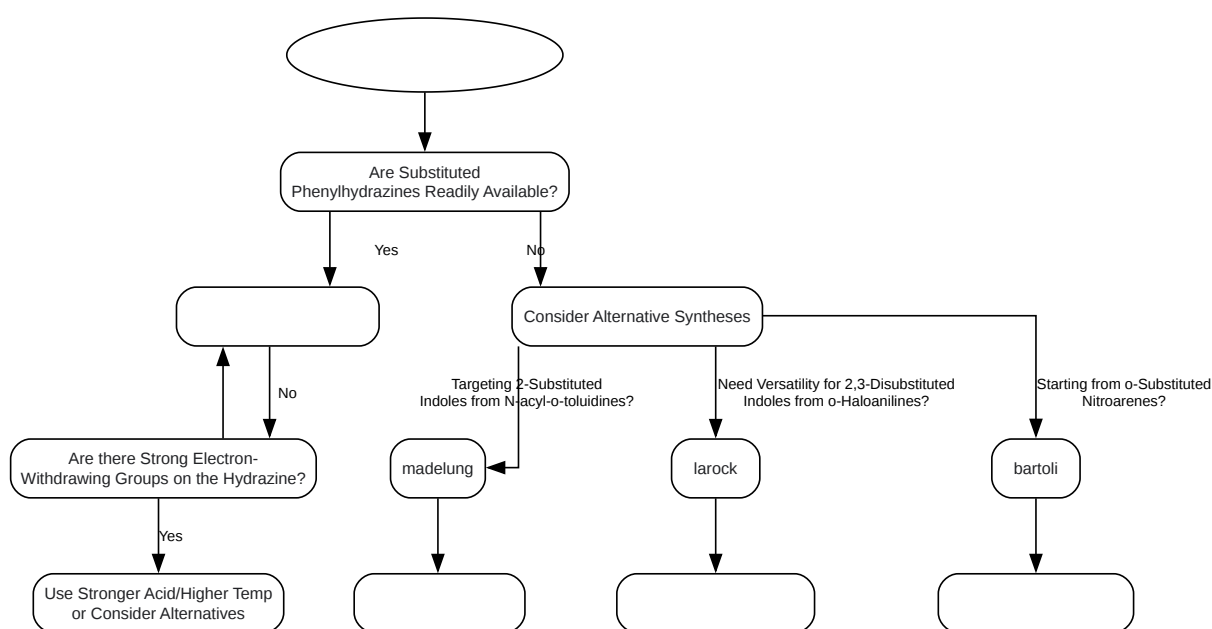 Are Substituted
Phenylhydrazines Readily Available?
Yes
No
Consider Alternative Syntheses
No
Targeting 2-Substituted
Indoles from N-acyl-o-toluidines?
Need Versatility for 2,3-Disubstituted
Indoles from o-Haloanilines?
Starting from o-Substituted
Nitroarenes?
Are there Strong Electron-
Withdrawing Groups on the Hydrazine?
madelung
larock
bartoli
Yes
Use Stronger Acid/Higher Temp
or Consider Alternatives